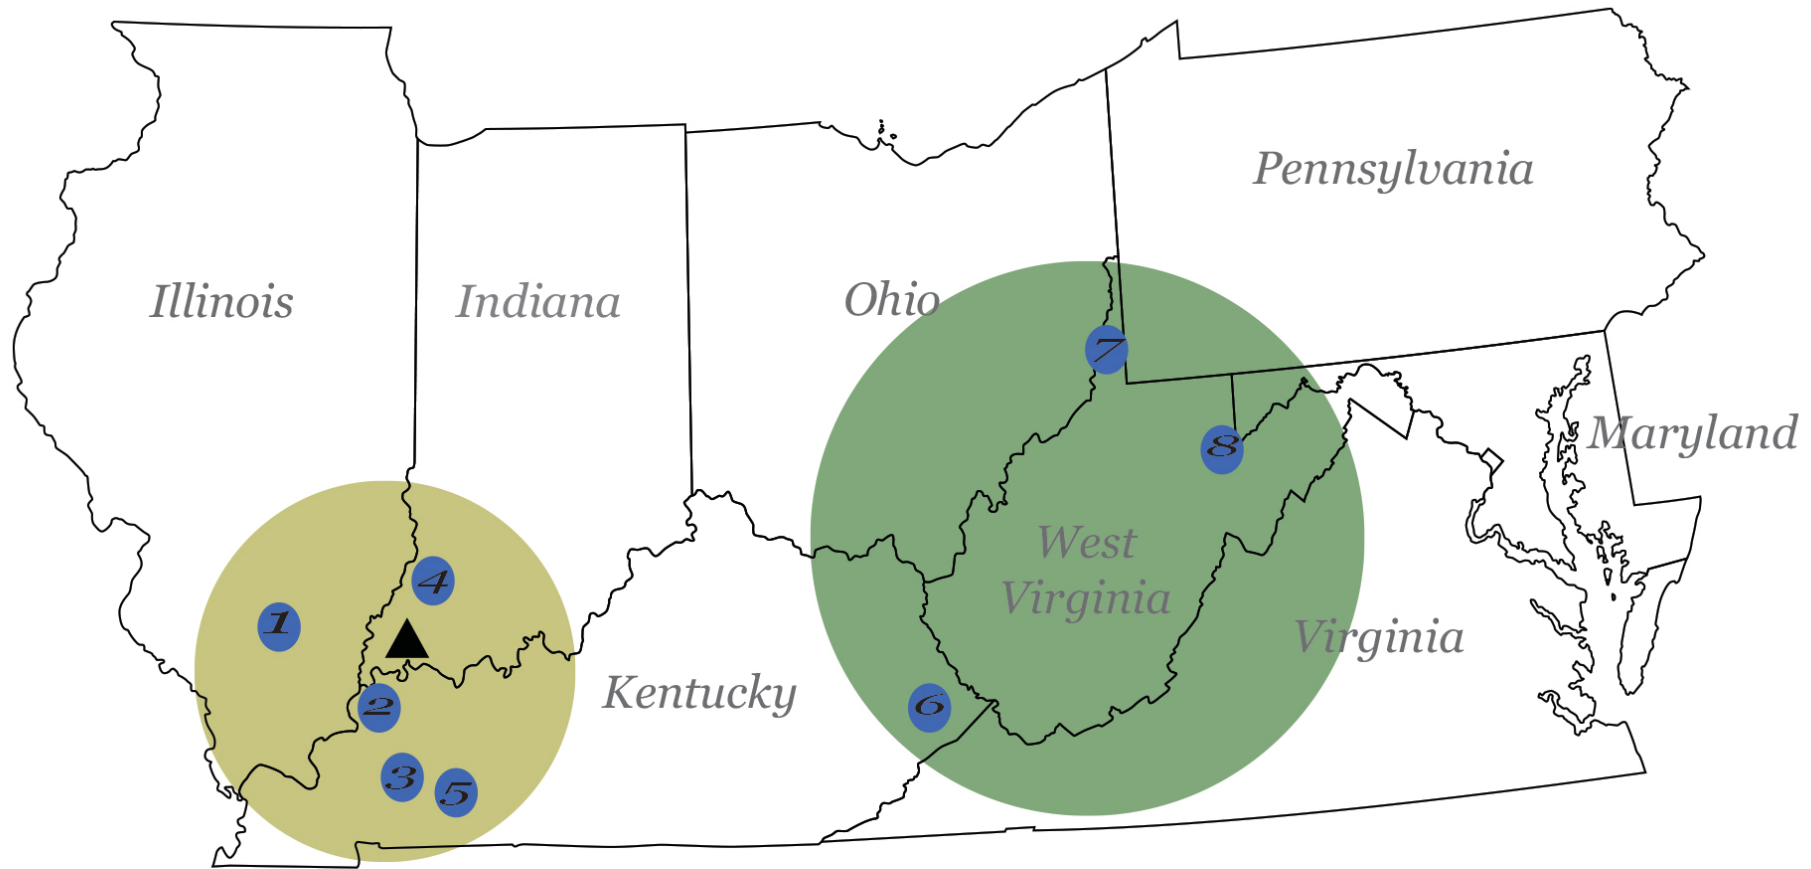 Pennsylvania
Illinois
Indiana
Ohio
7
Maryland
8
West
Virginia
4
1
Virginia
Kentucky
2
6
3
5